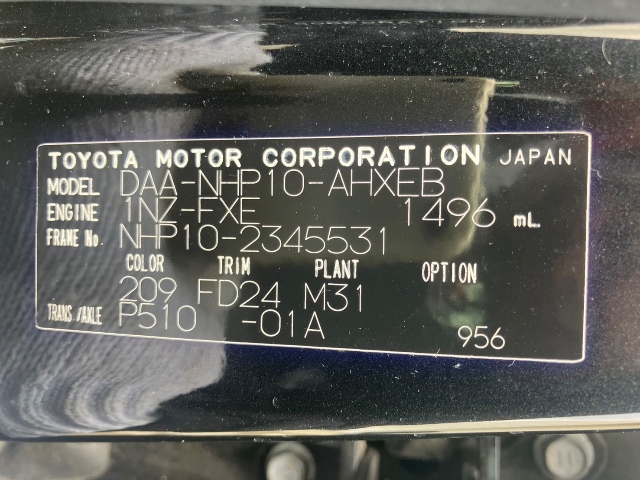 TOYOTA MOTOR CORPORATION JAPAN
MODEL DAA-NHP10-AHXEB
ENGINE 1NZ-FXE 1496 mL
FRAME No. NHP10-2345531
COLOR TRIM PLANT OPTION
209 FD24 M31
TRANS/AXLE P510 -01A
956